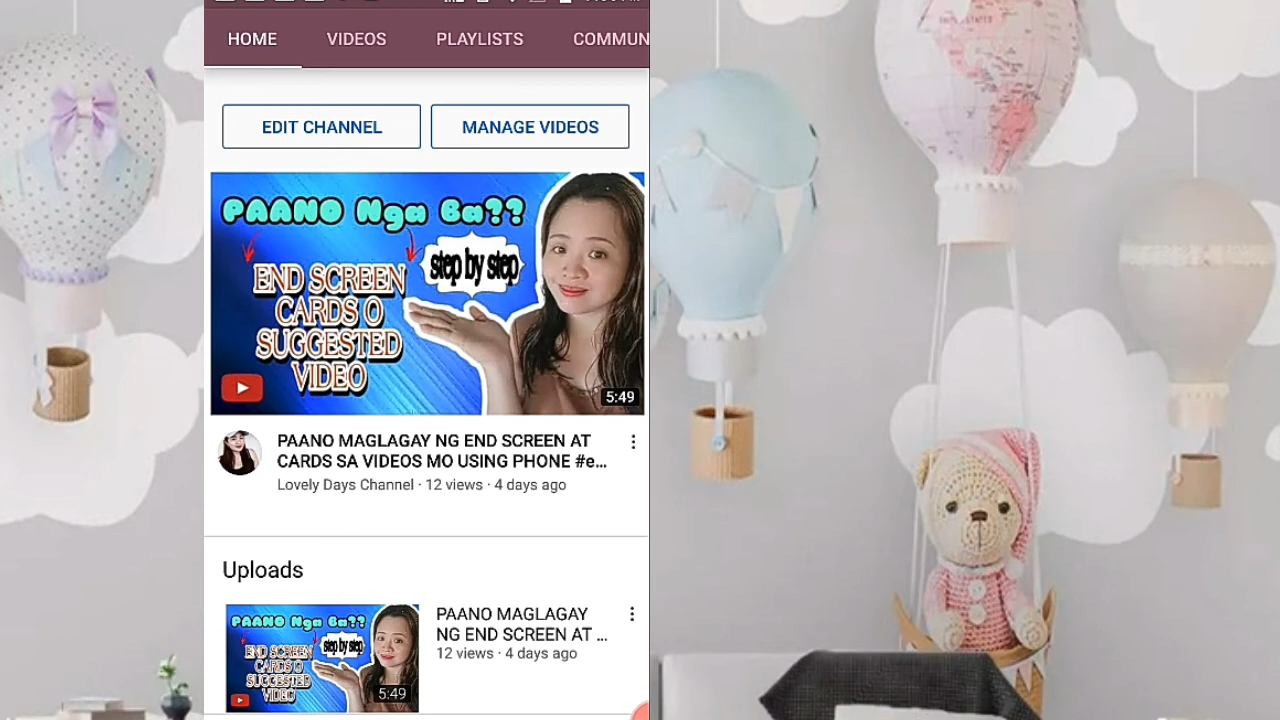 HOME VIDEOS PLAYLISTS COMMUN
EDIT CHANNEL MANAGE VIDEOS
PAANO Nga Ba??
step by step
END SCREEN
CARDS O
SUGGESTED
VIDEO
5:49
PAANO MAGLAGAY NG END SCREEN AT
CARDS SA VIDEOS MO USING PHONE #e...
Lovely Days Channel · 12 views · 4 days ago
Uploads
PAANO Nga Ba??
step by step
END SCREEN
CARDS O
SUGGESTED
VIDEO
5:49
PAANO MAGLAGAY
NG END SCREEN AT ...
12 views · 4 days ago